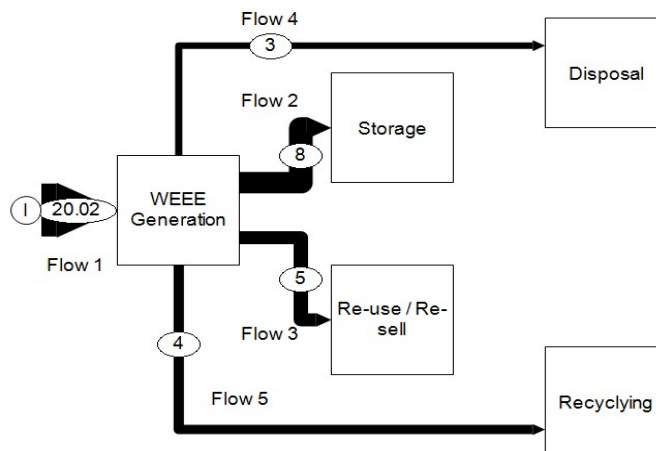 Flow 4
3
Disposal
Flow 2
Storage
8
WEEE
Generation
I
20.02
Flow 1
5
Re-use / Re-
sell
Flow 3
4
Flow 5
Recyclying